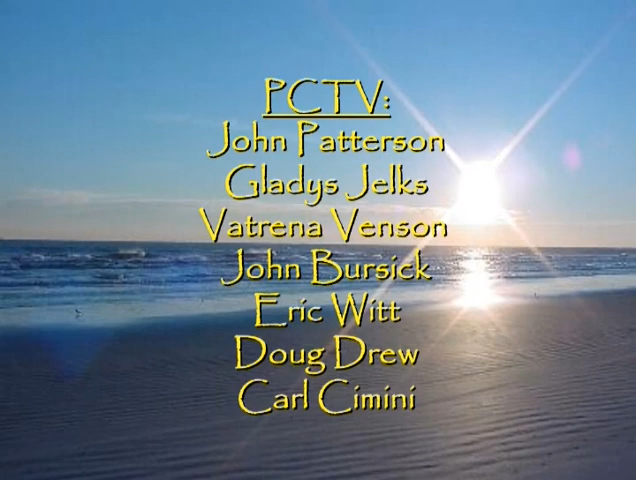 PCTV:
John Patterson
Gladys Jelks
Vatrena Venson
John Bursick
Eric Witt
Doug Drew
Carl Cimini